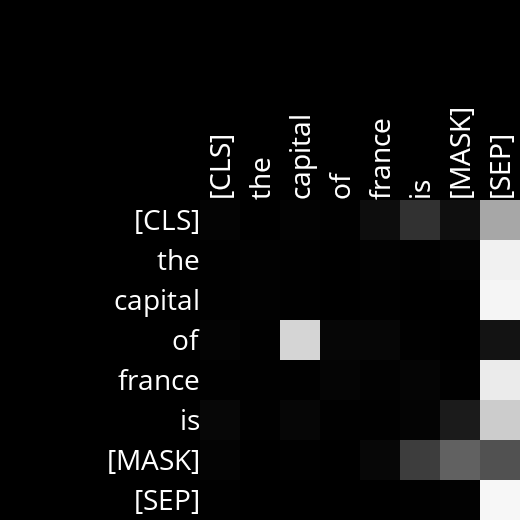 [CLS]
the
capital
of
france
is
[MASK]
[SEP]
[CLS]
the
capital
of
france
is
[MASK]
[SEP]